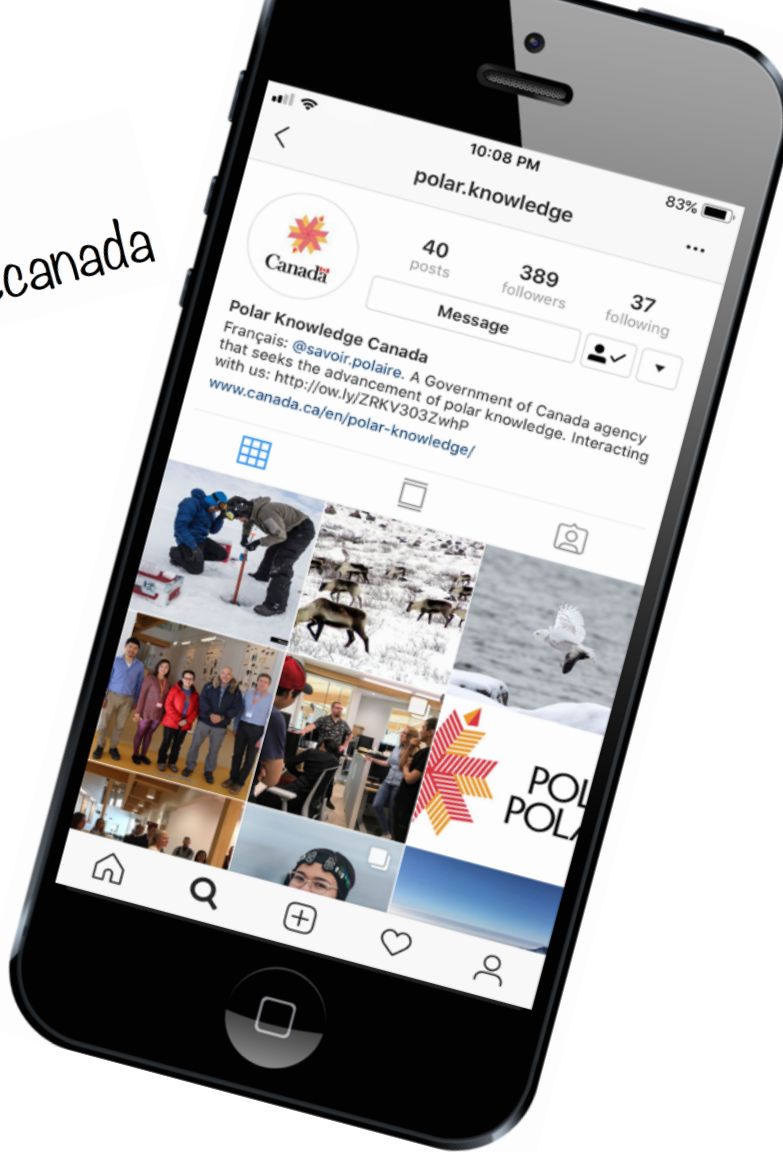 canada
10:08 PM
83%
polar.knowledge
Canada
40
posts
389
followers
37
following
Message
Polar Knowledge Canada
Français: @savoir.polaire. A Government of Canada agency
that seeks the advancement of polar knowledge. Interacting
with us: http://ow.ly/ZRKV303ZwhP
www.canada.ca/en/polar-knowledge/
POL
POLA